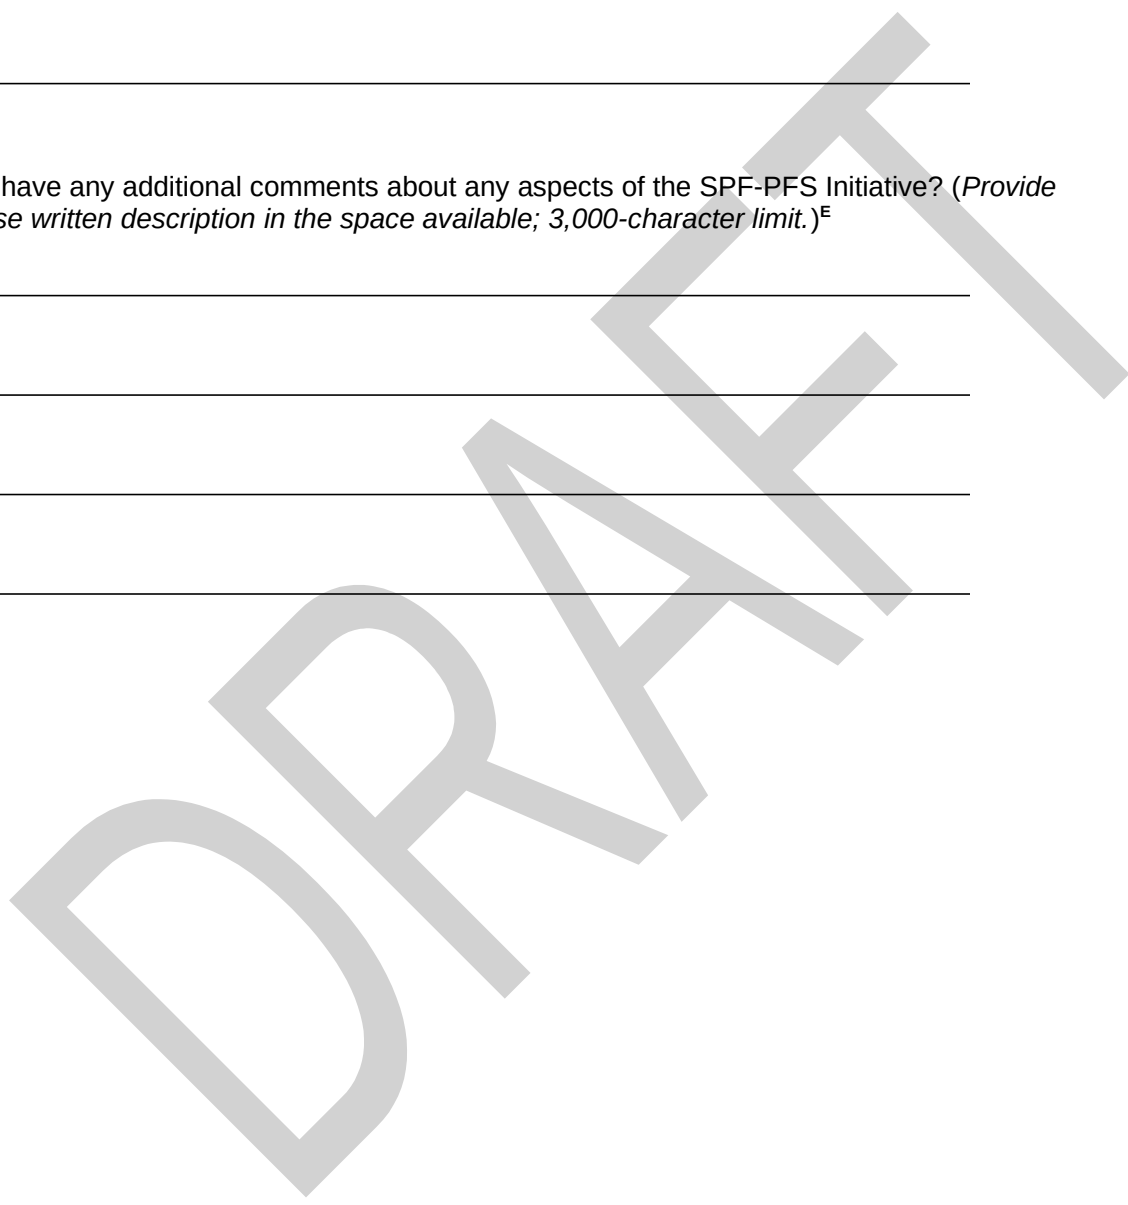 have any additional comments about any aspects of the SPF-PFS Initiative? (Provide
se written description in the space available; 3,000-character limit.)E
DRAFT